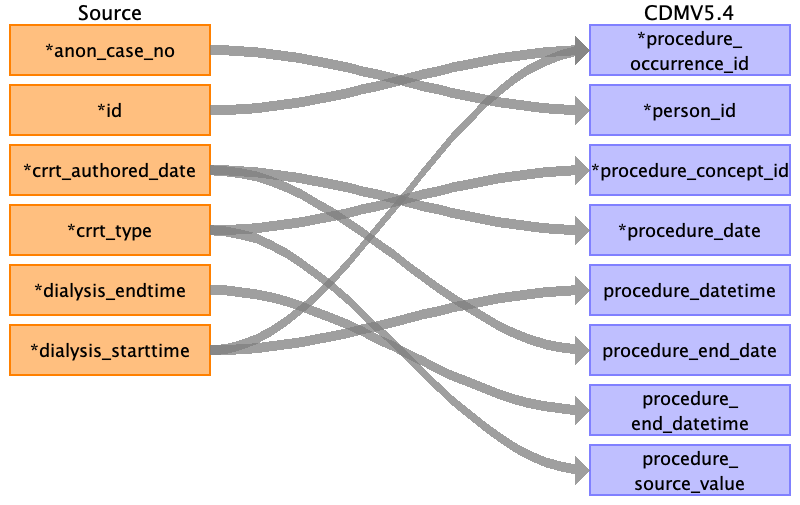 Source
CDMV5.4
*anon_case_no
*procedure_
occurrence_id
*id
*person_id
*crrt_authored_date
*procedure_concept_id
*crrt_type
*procedure_date
*dialysis_endtime
procedure_datetime
*dialysis_starttime
procedure_end_date
procedure_
end_datetime
procedure_
source_value